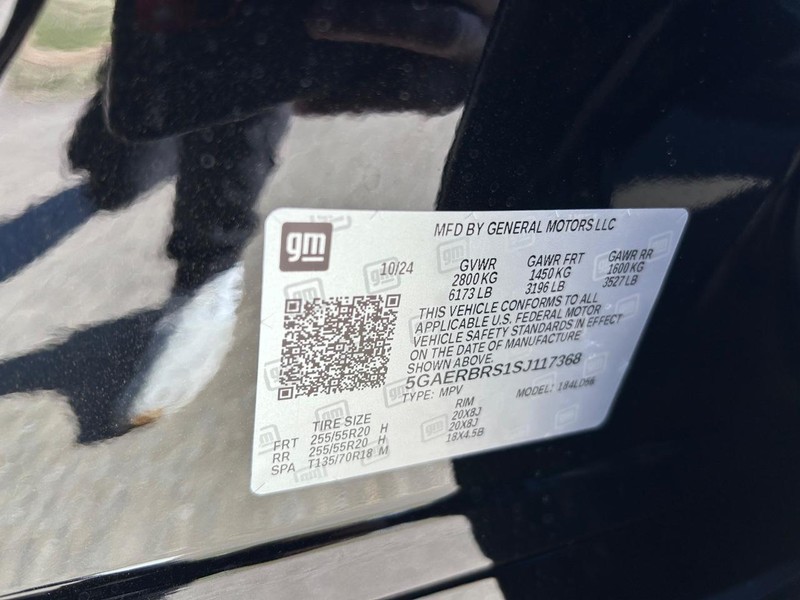 MFD BY GENERAL MOTORS LLC
gm
10/24
GVWR GAWR FRT GAWR RR
2800 KG 1450 KG 1600 KG
6173 LB 3196 LB 3527 LB
THIS VEHICLE CONFORMS TO ALL
APPLICABLE U.S. FEDERAL MOTOR
VEHICLE SAFETY STANDARDS IN EFFECT
ON THE DATE OF MANUFACTURE
SHOWN ABOVE.
5GAERBRS1SJ117368
TYPE: MPV MODEL:
TIRE SIZE RIM
FRT 255/55R20 H 20X8J
RR 255/55R20 H 20X8J
SPA T135/70R18 M 18X4.5B